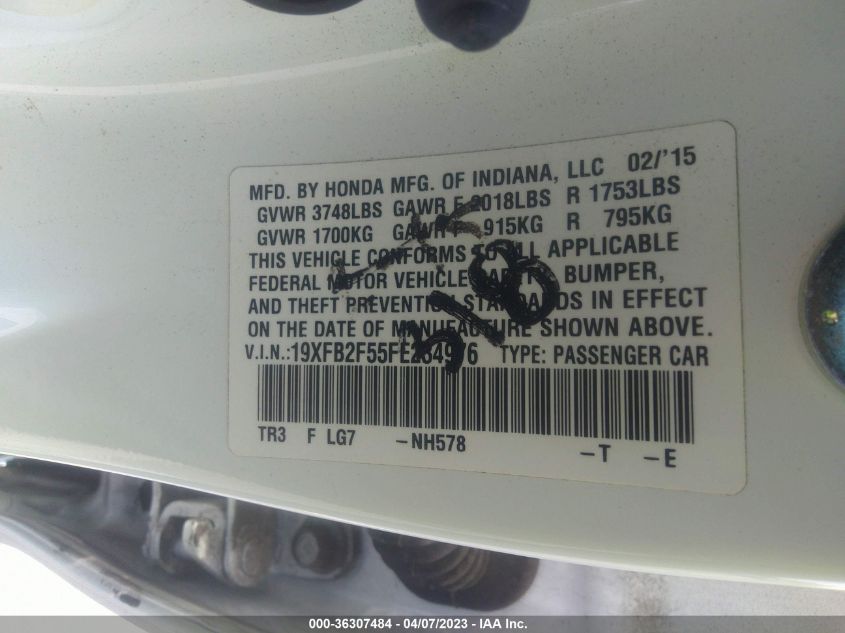 MFD. BY HONDA MFG. OF INDIANA, LLC 02/'15
GVWR 3748LBS GAWR F 2018LBS R 1753LBS
GVWR 1700KG GAWR F 915KG R 795KG
THIS VEHICLE CONFORMS TO ALL APPLICABLE
FEDERAL MOTOR VEHICLE SAFETY, BUMPER,
AND THEFT PREVENTION STANDARDS IN EFFECT
ON THE DATE OF MANUFACTURE SHOWN ABOVE.
V.I.N.: TYPE: PASSENGER CAR
TR3 F LG7 -NH578 -T -E
000-36307484 - 04/07/2023 - IAA Inc.